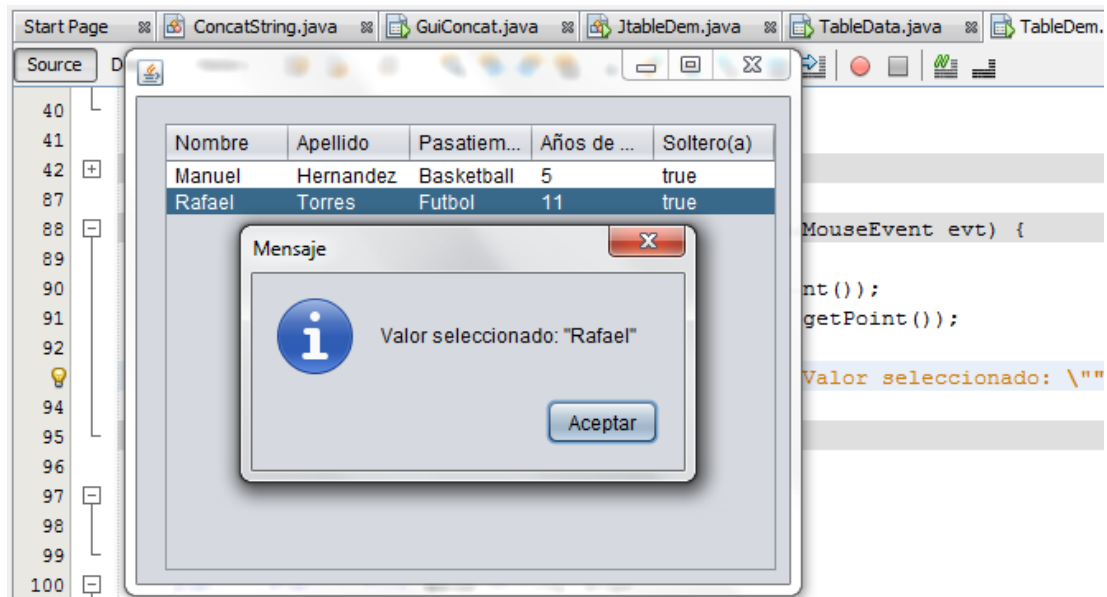 Start Page ConcatString.java GuiConcat.java JtableDem.java TableData.java TableDem.
Source D
40
41
42
87
88 MouseEvent evt) {
89
90 nt());
91 getPoint());
92
Valor seleccionado: \""
94
95
96
97
98
99
100
Nombre Apellido Pasatiem... Años de ... Soltero(a)
Manuel Hernandez Basketball 5 true
Rafael Torres Futbol 11 true
Mensaje
Valor seleccionado: "Rafael"
Aceptar